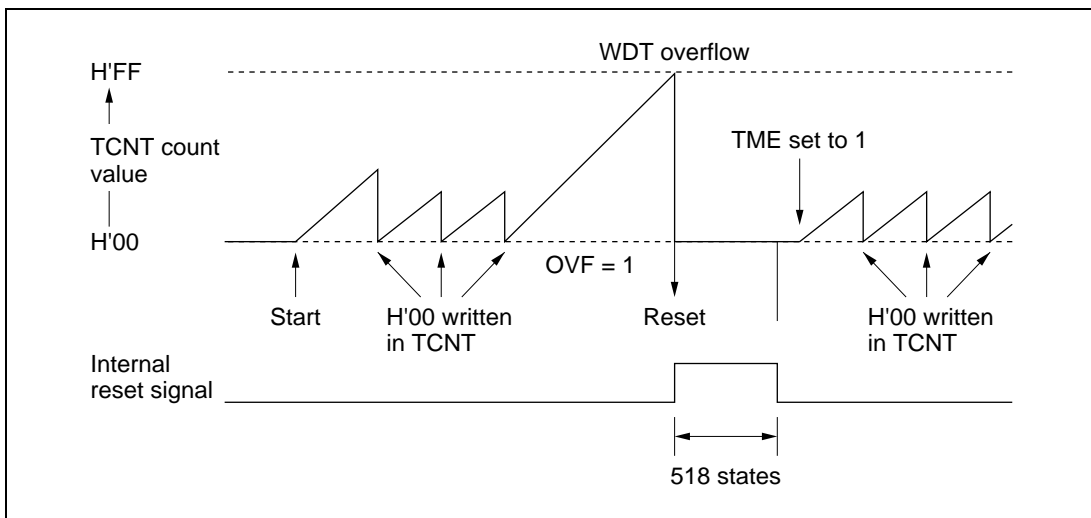 WDT overflow
H'FF
TCNT count
value
TME set to 1
H'00
OVF = 1
Start
H'00 written
in TCNT
Reset
H'00 written
in TCNT
Internal
reset signal
518 states